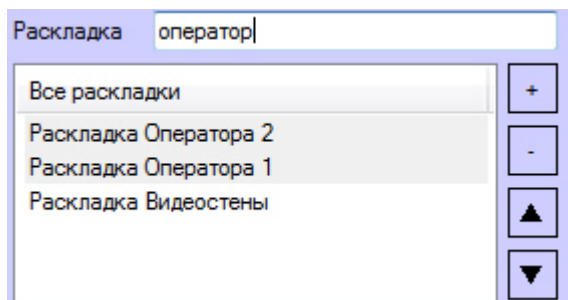 Раскладка оператор
Все раскладки +
Раскладка Оператора 2
-
Раскладка Оператора 1
Раскладка Видеостены
▲
▼